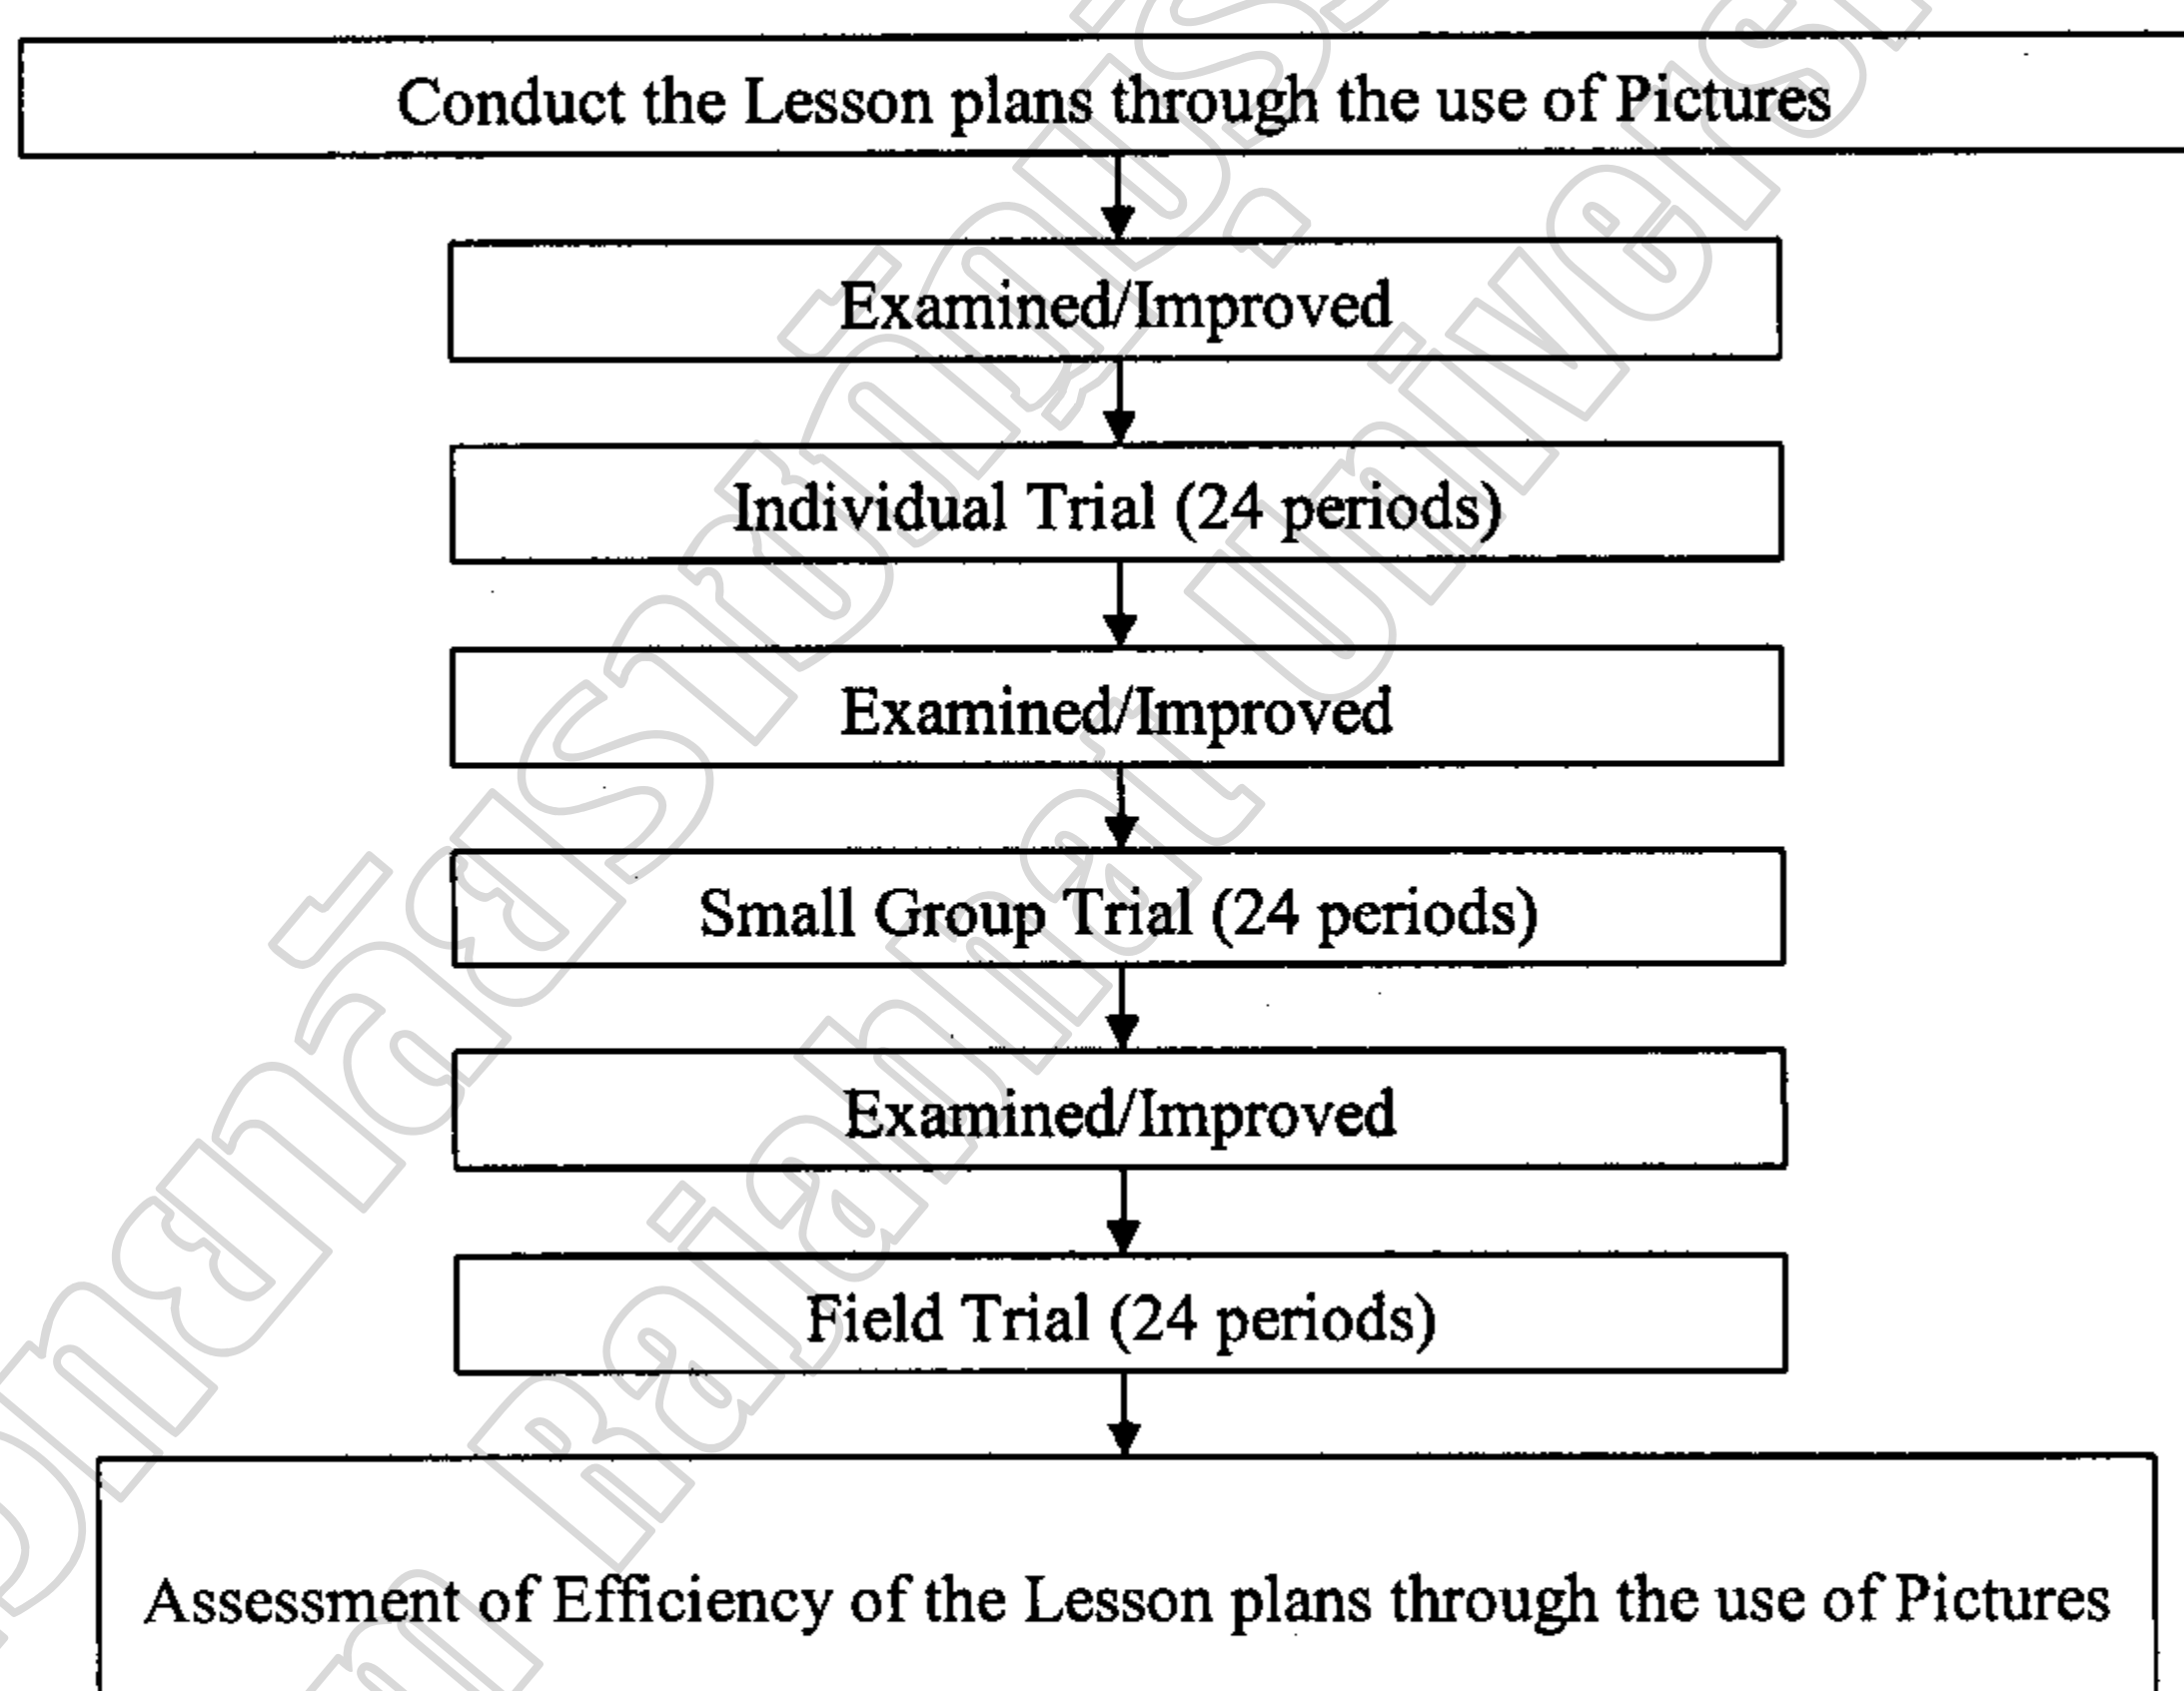 Conduct the Lesson plans through the use of Pictures
Examined/Improved
Individual Trial (24 periods)
Examined/Improved
Small Group Trial (24 periods)
Examined/Improved
Field Trial (24 periods)
Assessment of Efficiency of the Lesson plans through the use of Pictures